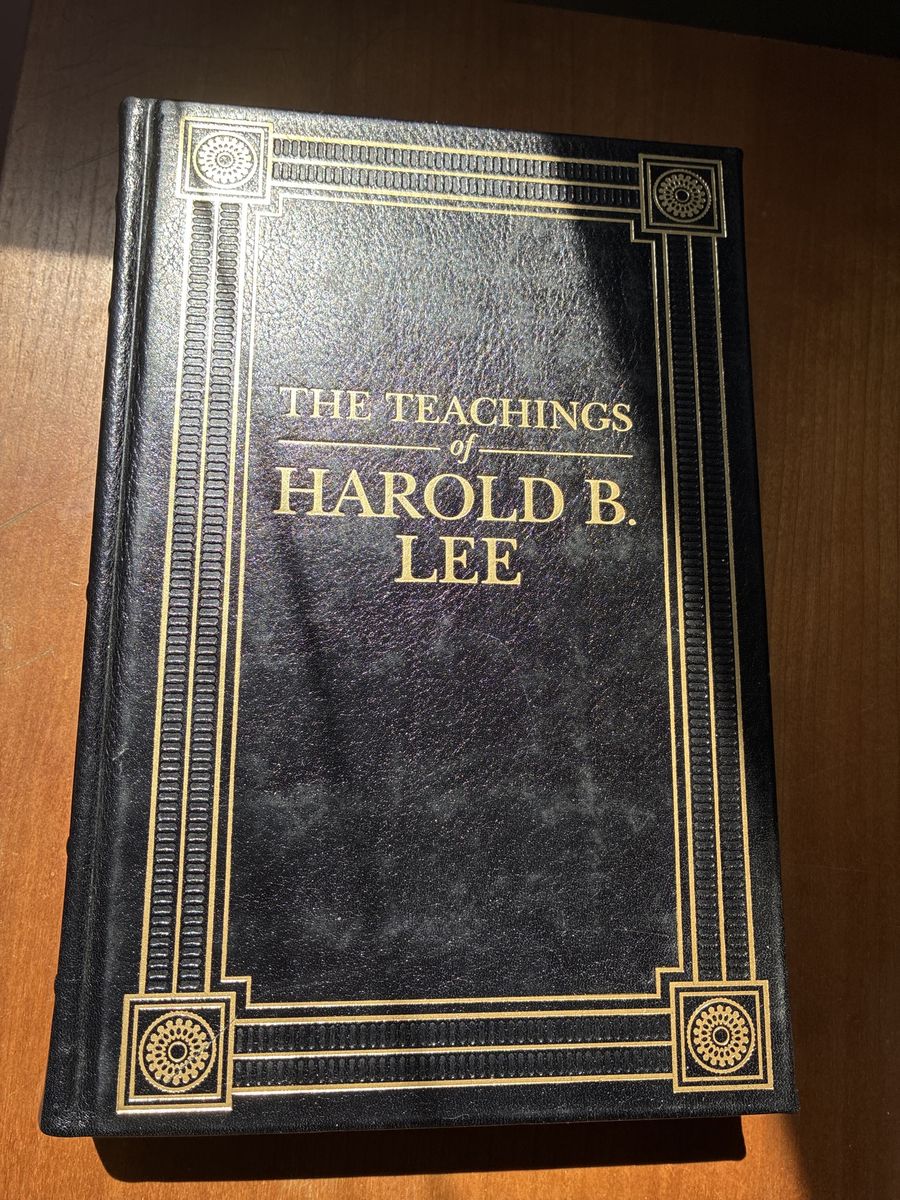 THE TEACHINGS
of
HAROLD B.
LEE